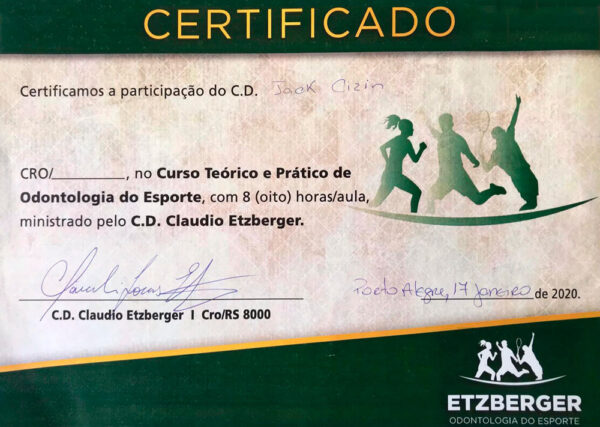 CERTIFICADO
Certificamos a participação do C.D. Jack Cizin
CRO/__________, no Curso Teórico e Prático de
Odontologia do Esporte, com 8 (oito) horas/aula,
ministrado pelo C.D. Claudio Etzberger.
Porto Alegre, 17 janeiro de 2020.
C.D. Claudio Etzberger I Cro/RS 8000
ETZBERGER
ODONTOLOGIA DO ESPORTE